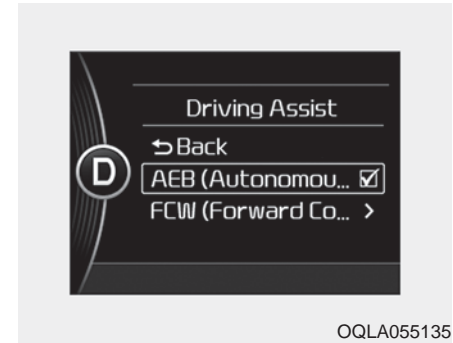 Driving Assist
Back
D
AEB (Autonomou...
FCW (Forward Co... >
OQLA055135